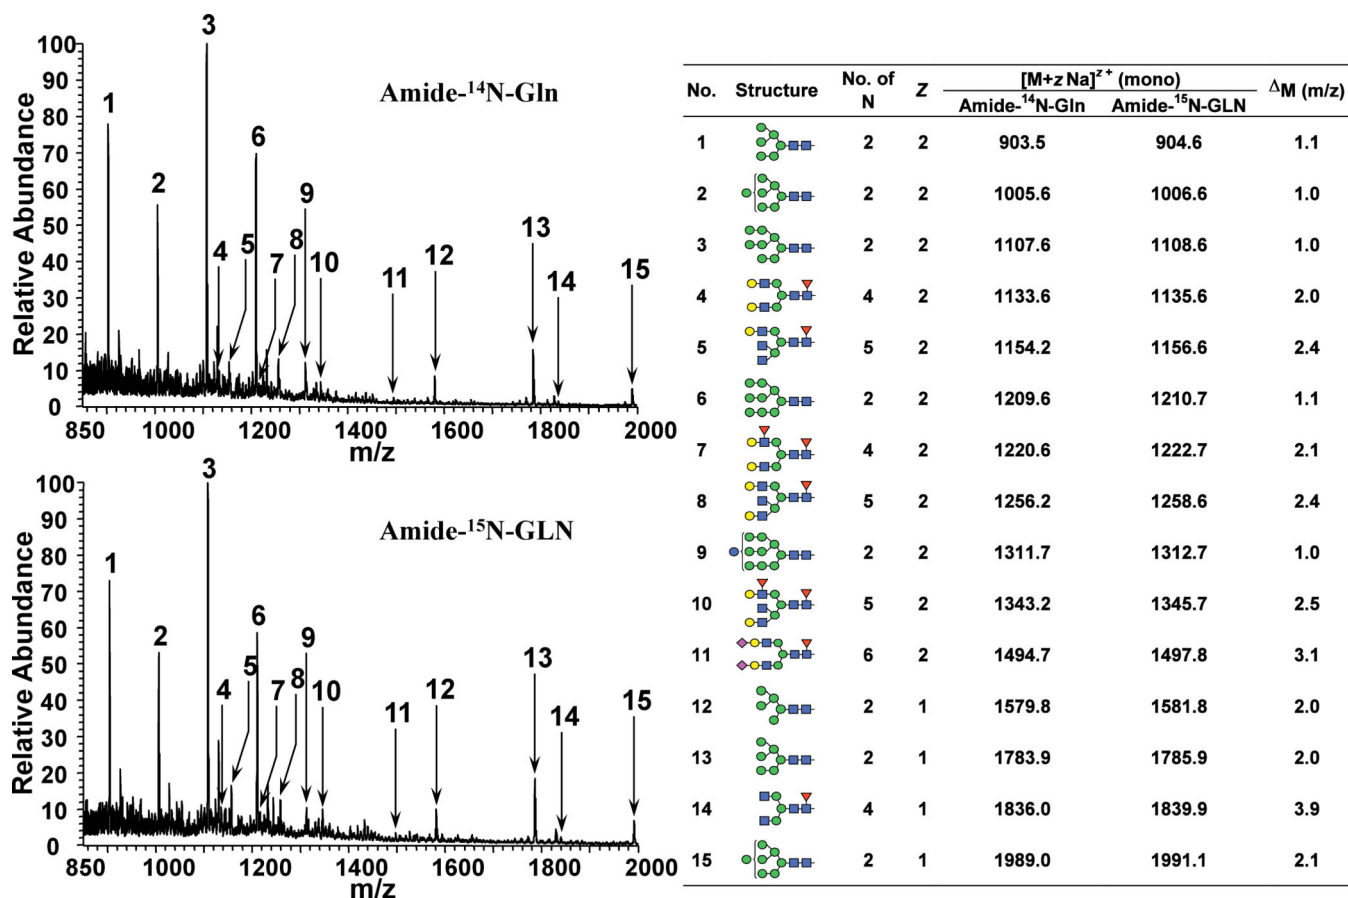 Relative Abundance
100
90
80
70
60
50
40
30
20
10
0
Amide-¹⁴N-Gln
1
2
3
4
5
6
7
8
9
10
11
12
13
14
15
850 1000 1200 1400 1600 1800 2000
m/z
Relative Abundance
100
90
80
70
60
50
40
30
20
10
0
Amide-¹⁵N-GLN
1
2
3
4
5
6
7
8
9
10
11
12
13
14
15
850 1000 1200 1400 1600 1800 2000
m/z
No. Structure No. of N Z [M+zNa]ᶻ⁺ (mono) ΔM (m/z)
Amide-¹⁴N-Gln Amide-¹⁵N-GLN
1 2 2 903.5 904.6 1.1
2 2 2 1005.6 1006.6 1.0
3 2 2 1107.6 1108.6 1.0
4 4 2 1133.6 1135.6 2.0
5 5 2 1154.2 1156.6 2.4
6 2 2 1209.6 1210.7 1.1
7 4 2 1220.6 1222.7 2.1
8 5 2 1256.2 1258.6 2.4
9 2 2 1311.7 1312.7 1.0
10 5 2 1343.2 1345.7 2.5
11 6 2 1494.7 1497.8 3.1
12 2 1 1579.8 1581.8 2.0
13 2 1 1783.9 1785.9 2.0
14 4 1 1836.0 1839.9 3.9
15 2 1 1989.0 1991.1 2.1